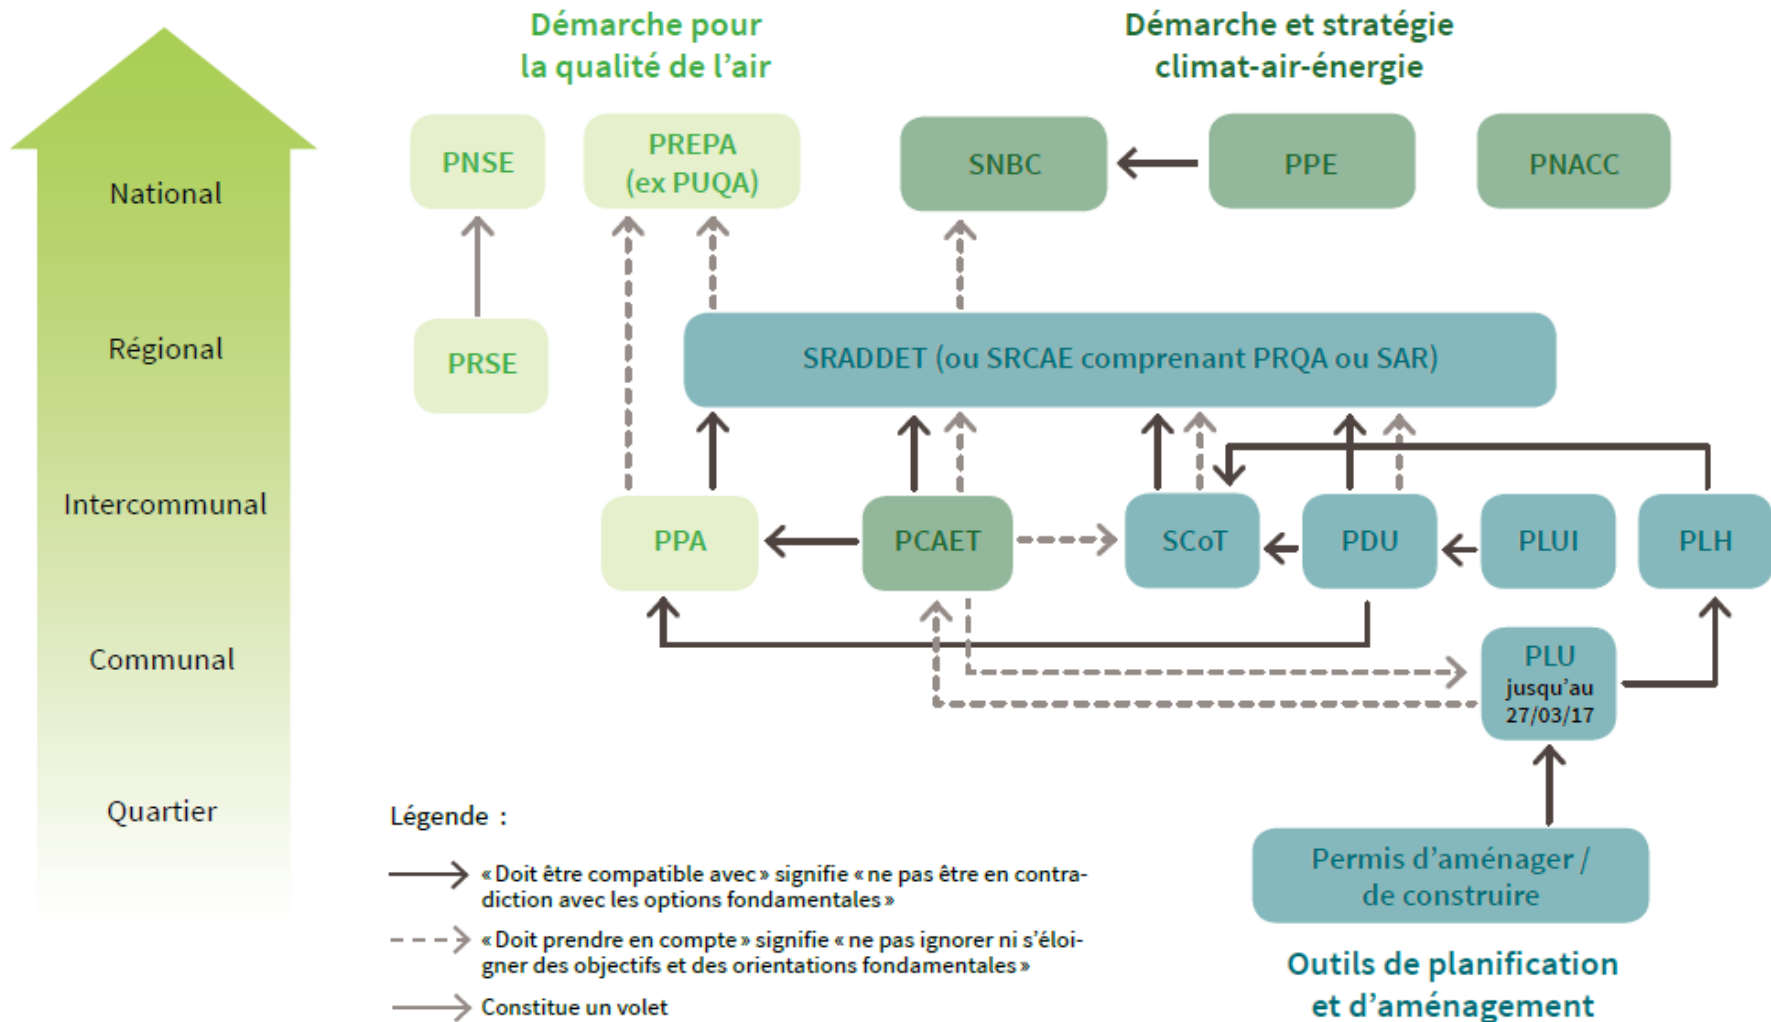 Démarche pour
la qualité de l’air
Démarche et stratégie
climat-air-énergie
National
PNSE
PREPA
(ex PUQA)
SNBC
PPE
PNACC
Régional
PRSE
SRADDET (ou SRCAE comprenant PRQA ou SAR)
Intercommunal
PPA
PCAET
SCoT
PDU
PLUI
PLH
Communal
PLU
jusqu’au
27/03/17
Quartier
Permis d’aménager /
de construire
Outils de planification
et d’aménagement
Légende :
« Doit être compatible avec » signifie « ne pas être en contra-
diction avec les options fondamentales »
« Doit prendre en compte » signifie « ne pas ignorer ni s’éloi-
gner des objectifs et des orientations fondamentales »
Constitue un volet